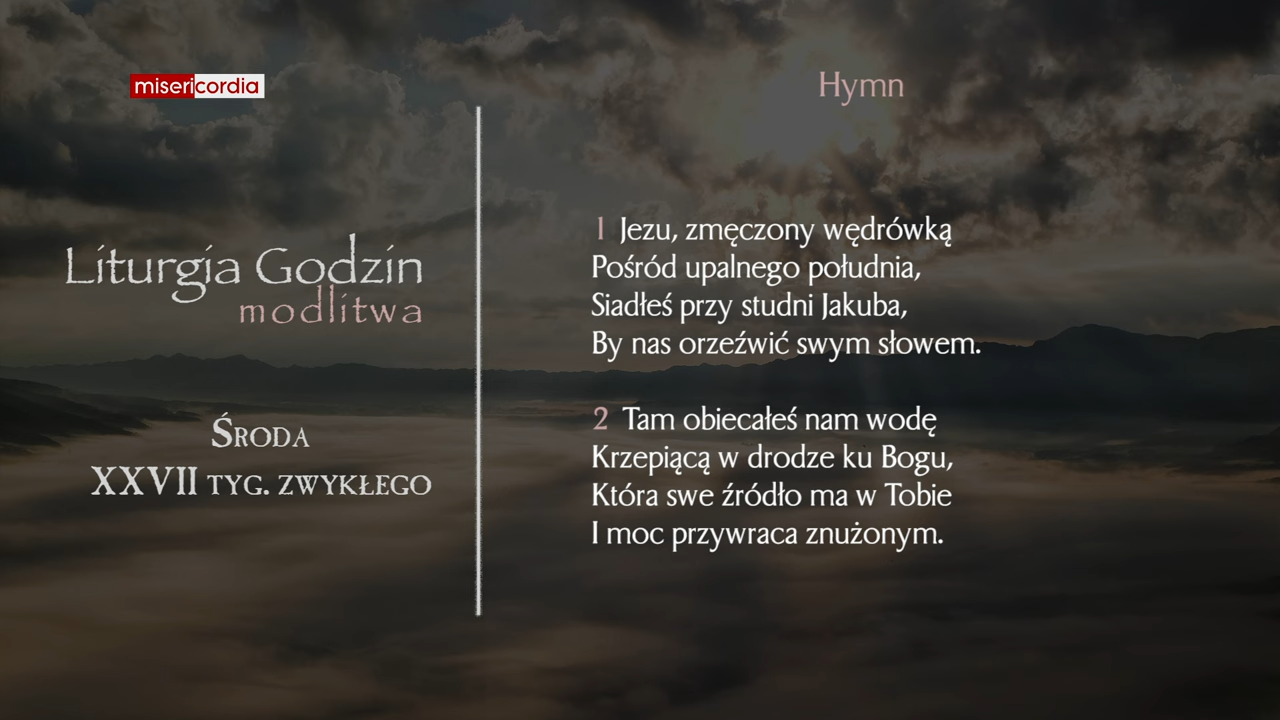 misericordia
Liturgia Godzin
modlitwa
Środa
XXVII tyg. zwykłego
Hymn
1 Jezu, zmęczony wędrówką
Pośród upalnego południa,
Siadłeś przy studni Jakuba,
By nas orzeźwić swym słowem.
2 Tam obiecałeś nam wodę
Krzepiącą w drodze ku Bogu,
Która swe źródło ma w Tobie
I moc przywraca znużonym.